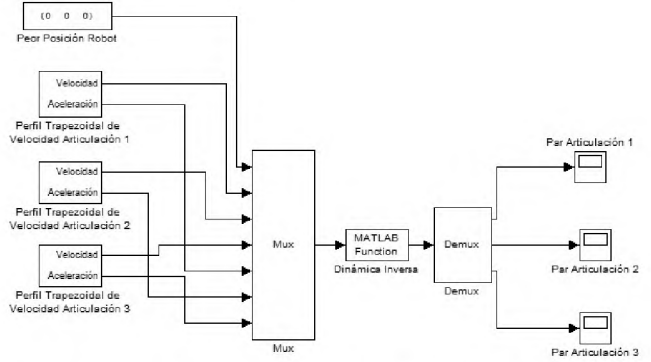 (0 0 0)
Peor Posición Robot
Velocidad
Aceleración
Perfil Trapezoidal de
Velocidad Articulación 1
Velocidad
Aceleración
Perfil Trapezoidal de
Velocidad Articulación 2
Velocidad
Aceleración
Perfil Trapezoidal de
Velocidad Articulación 3
Mux
Mux
MATLAB
Function
Dinámica Inversa
Demux
Demux
Par Articulación 1
Par Articulación 2
Par Articulación 3